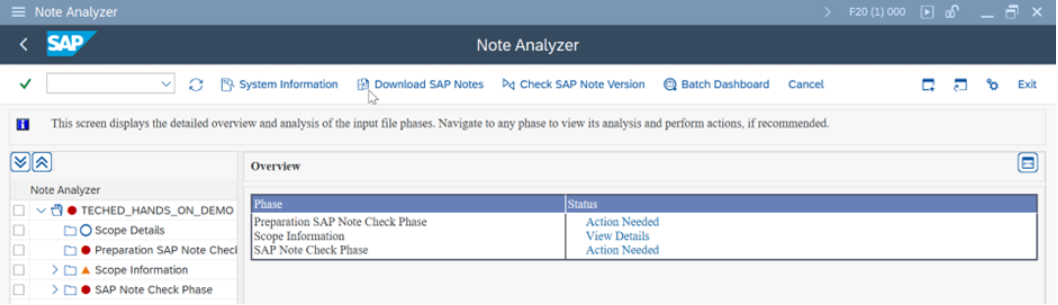 Note Analyzer
F20 (1) 000
SAP
Note Analyzer
System Information
Download SAP Notes
Check SAP Note Version
Batch Dashboard
Cancel
Exit
This screen displays the detailed overview and analysis of the input file phases. Navigate to any phase to view its analysis and perform actions, if recommended.
Note Analyzer
TECHED_HANDS_ON_DEMO
Scope Details
Preparation SAP Note Check
Scope Information
SAP Note Check Phase
Overview
Phase Status
Preparation SAP Note Check Phase Action Needed
Scope Information View Details
SAP Note Check Phase Action Needed